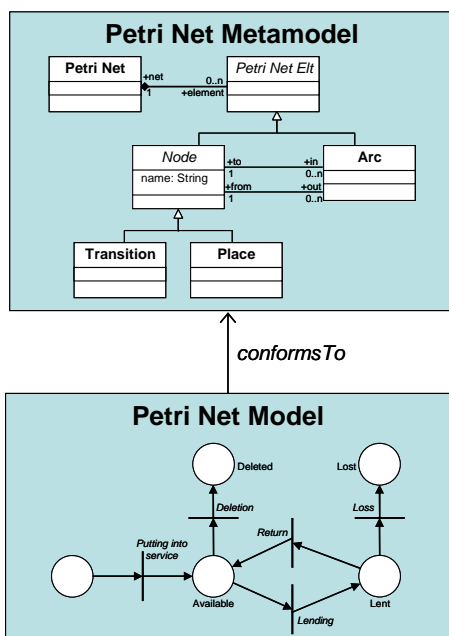 Petri Net Metamodel
Petri Net
+net
1
0..n
+element
Petri Net Elt
Node
name: String
+to
1
+in
0..n
+from
1
+out
0..n
Arc
Transition
Place
conformsTo
Petri Net Model
Deleted
Lost
Deletion
Loss
Return
Putting into
service
Available
Lending
Lent